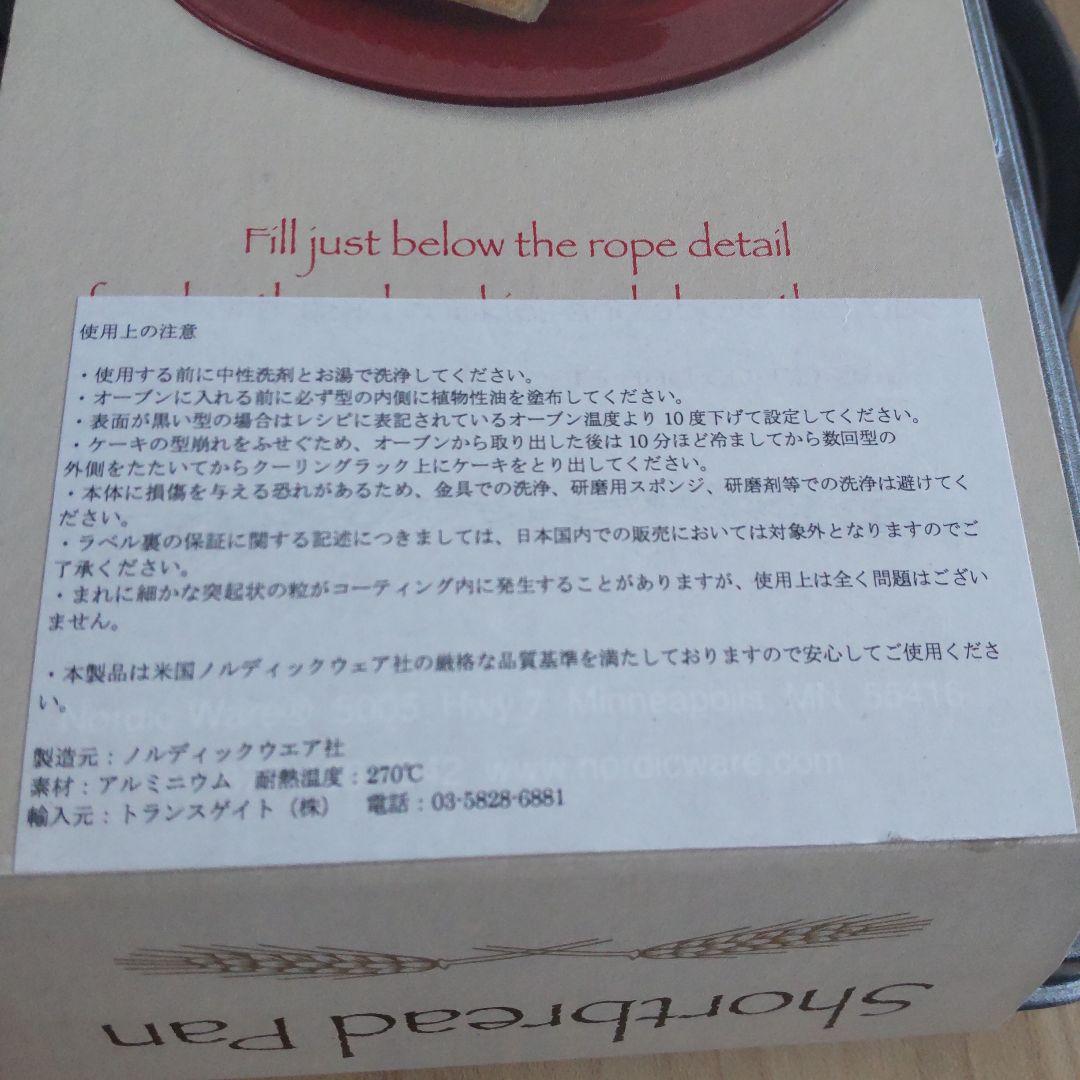 Fill just below the rope detail
使用上の注意
・使用する前に中性洗剤とお湯で洗浄してください。
・オーブンに入れる前に必ず型の内側に植物性油を塗布してください。
・表面が黒い型の場合はレシピに表記されているオーブン温度より 10 度下げて設定してください。
・ケーキの型崩れをふせぐため、オーブンから取り出した後は 10 分ほど冷ましてから数回型の
外側をたたいてからクーリングラック上にケーキをとり出してください。
・本体に損傷を与える恐れがあるため、金具での洗浄、研磨用スポンジ、研磨剤等での洗浄は避けてく
ださい。
・ラベル裏の保証に関する記述につきましては、日本国内での販売においては対象外となりますのでご
了承ください。
・まれに細かな突起状の粒がコーティング内に発生することがありますが、使用上は全く問題はござい
ません。
・本製品は米国ノルディックウェア社の厳格な品質基準を満たしておりますので安心してご使用くださ
い。
Nordic Ware® 5005 Hwy 7 Minneapolis MN 55416
www.nordicware.com
製造元：ノルディックウエア社
素材：アルミニウム 耐熱温度：270℃
輸入元：トランスゲイト（株） 電話：03-5828-6881
Shortbread Pan